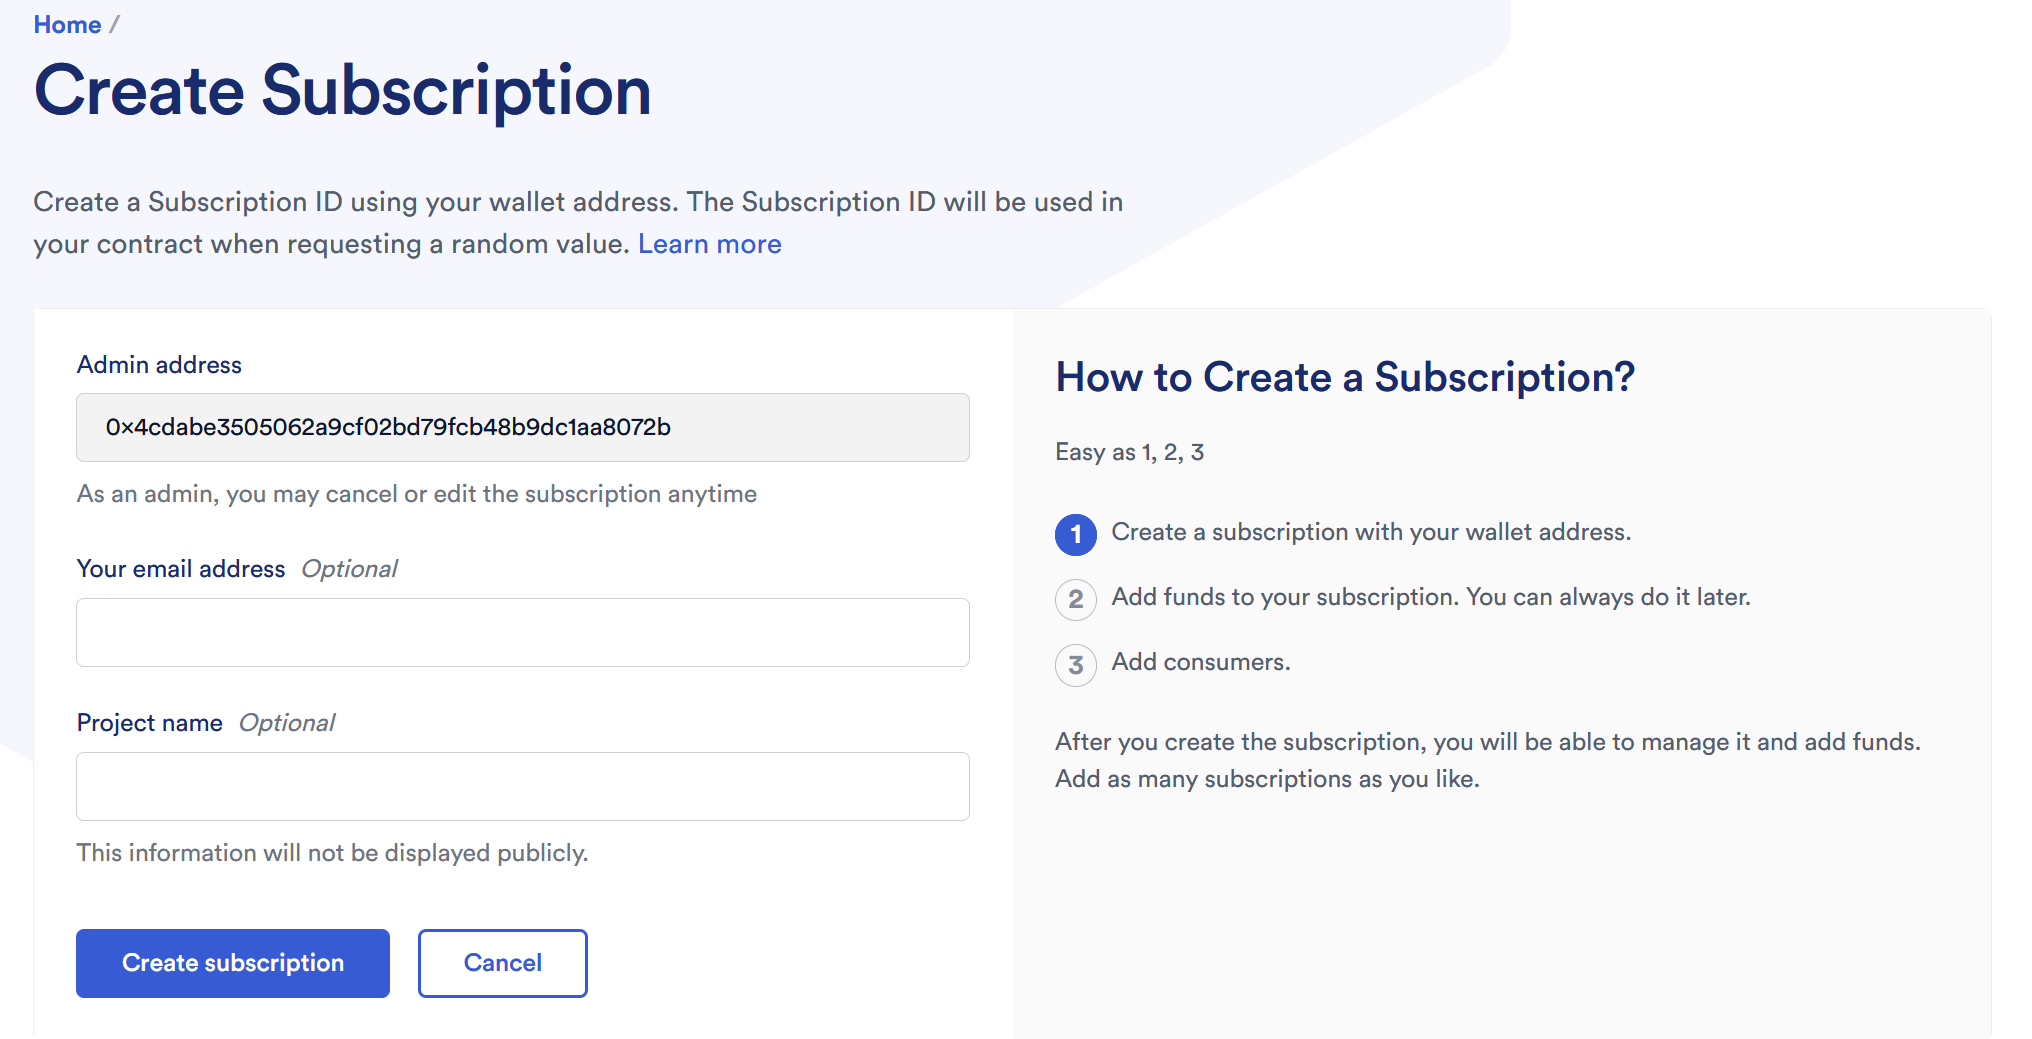 Home /
Create Subscription
Create a Subscription ID using your wallet address. The Subscription ID will be used in
your contract when requesting a random value. Learn more
Admin address
0x4cdabe3505062a9cf02bd79fcb48b9dc1aa8072b
As an admin, you may cancel or edit the subscription anytime
Your email address Optional
Project name Optional
This information will not be displayed publicly.
Create subscription
Cancel
How to Create a Subscription?
Easy as 1, 2, 3
1 Create a subscription with your wallet address.
2 Add funds to your subscription. You can always do it later.
3 Add consumers.
After you create the subscription, you will be able to manage it and add funds.
Add as many subscriptions as you like.